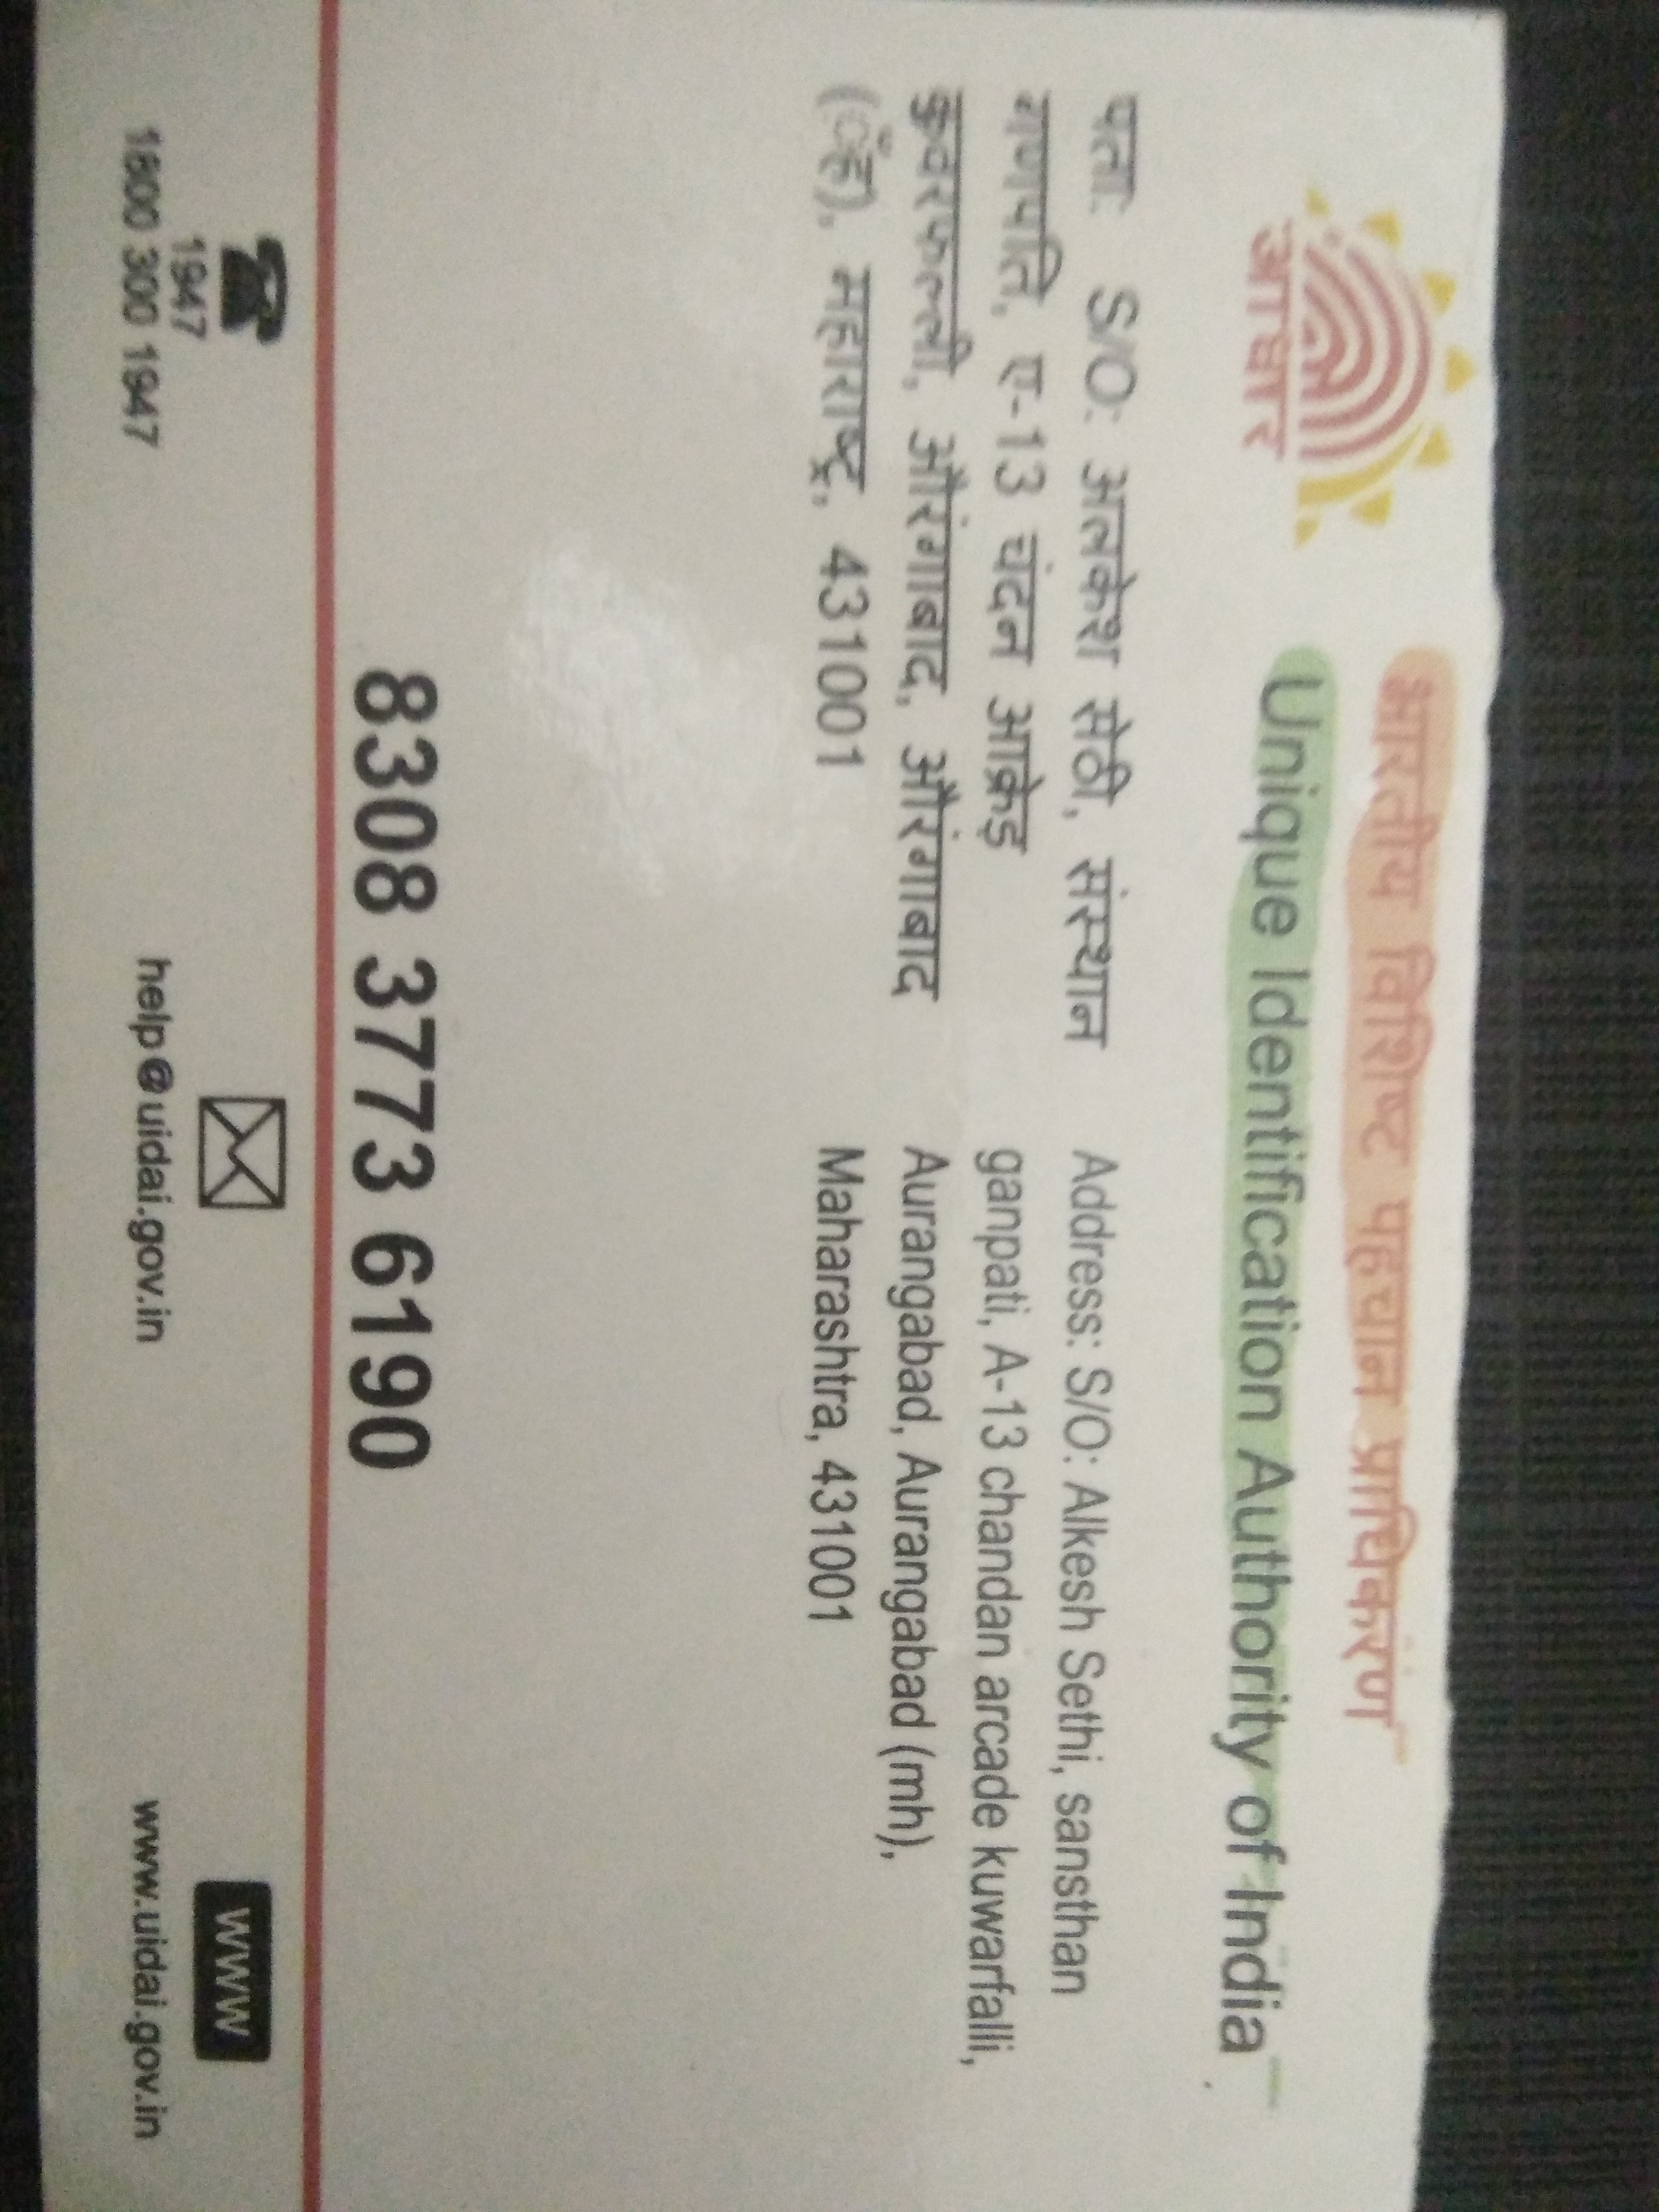 भारतीय विशिष्ट पहचान प्राधिकरण
Unique Identification Authority of India
आधार
पता: S/O: अलकेश सेठी, संस्थान
गणपति, ए-13 चंदन आक्रेड
कुवरफल्ली, औरंगाबाद, औरंगाबाद
महाराष्ट्र, 431001
Address: S/O: Alkesh Sethi, sansthan
ganpati, A-13 chandan arcade kuwarfalli,
Aurangabad, Aurangabad (mh),
Maharashtra, 431001
8308 3773 6190
1947
1800 300 1947
help@uidai.gov.in
www
www.uidai.gov.in